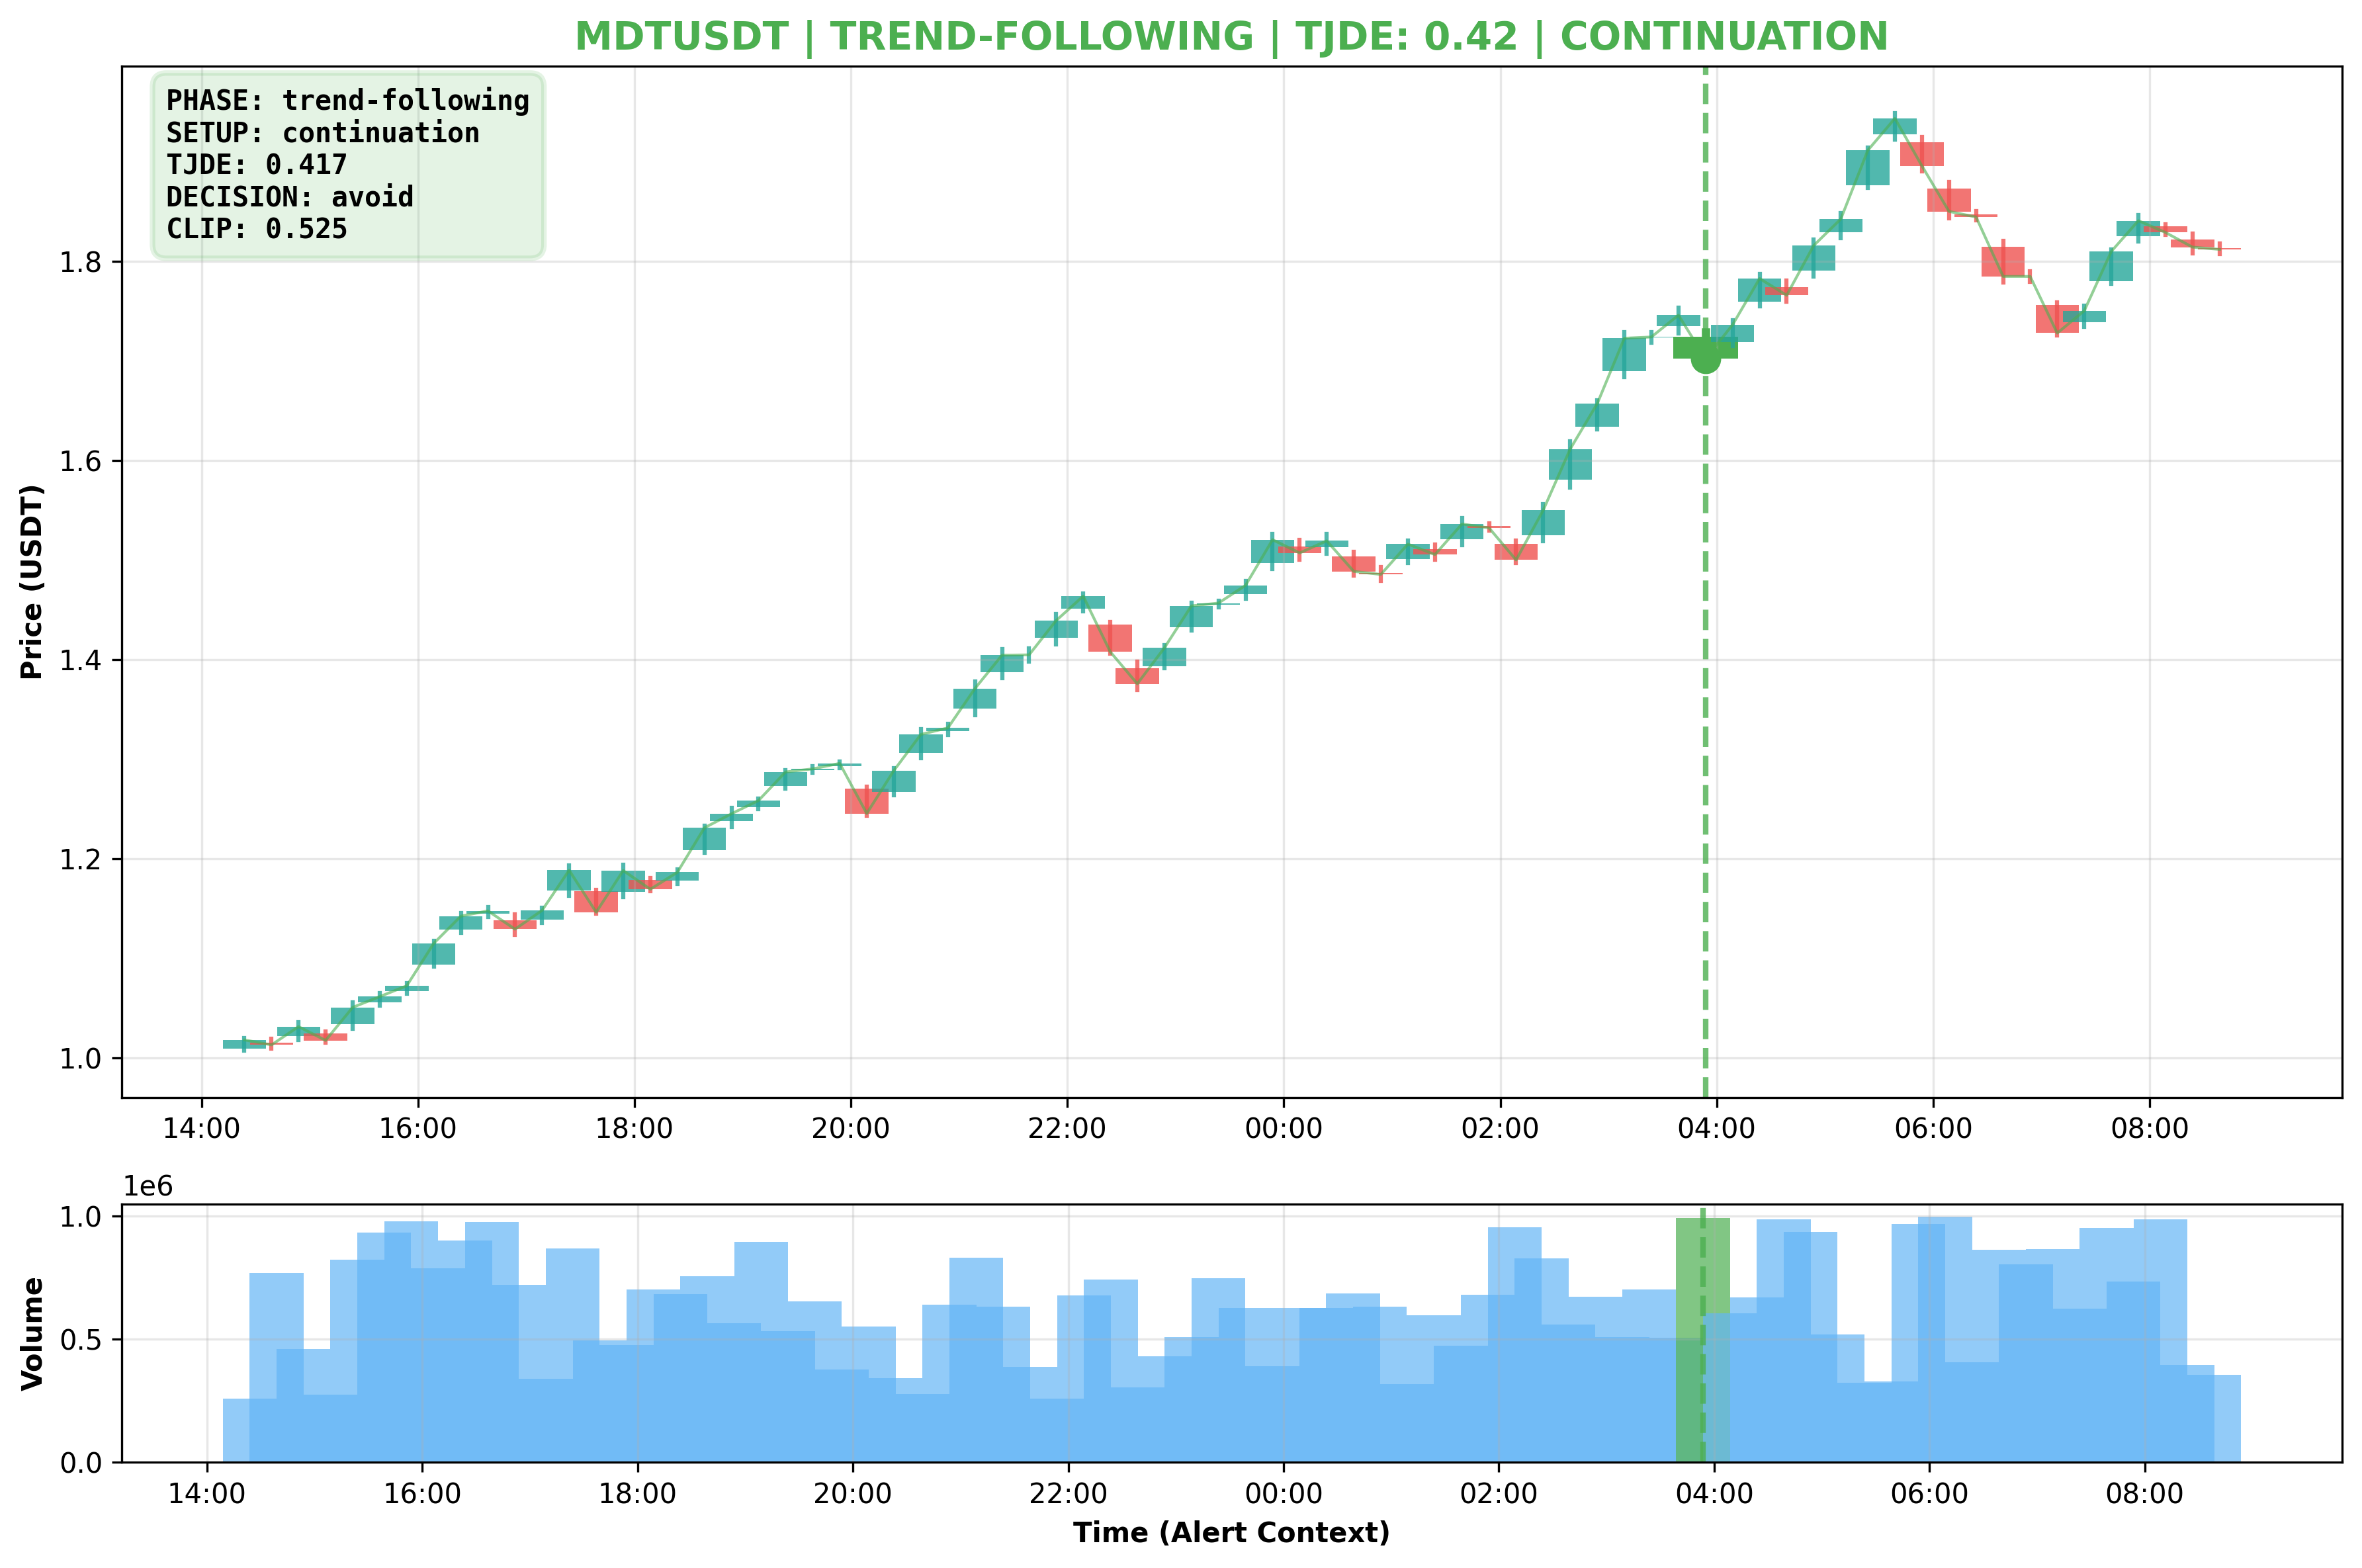 MDTUSDT | TREND-FOLLOWING | TJDE: 0.42 | CONTINUATION
PHASE: trend-following
SETUP: continuation
TJDE: 0.417
DECISION: avoid
CLIP: 0.525
Price (USDT)
1.8
1.6
1.4
1.2
1.0
14:00 16:00 18:00 20:00 22:00 00:00 02:00 04:00 06:00 08:00
1e6
Volume
1.0
0.5
0.0
14:00 16:00 18:00 20:00 22:00 00:00 02:00 04:00 06:00 08:00
Time (Alert Context)